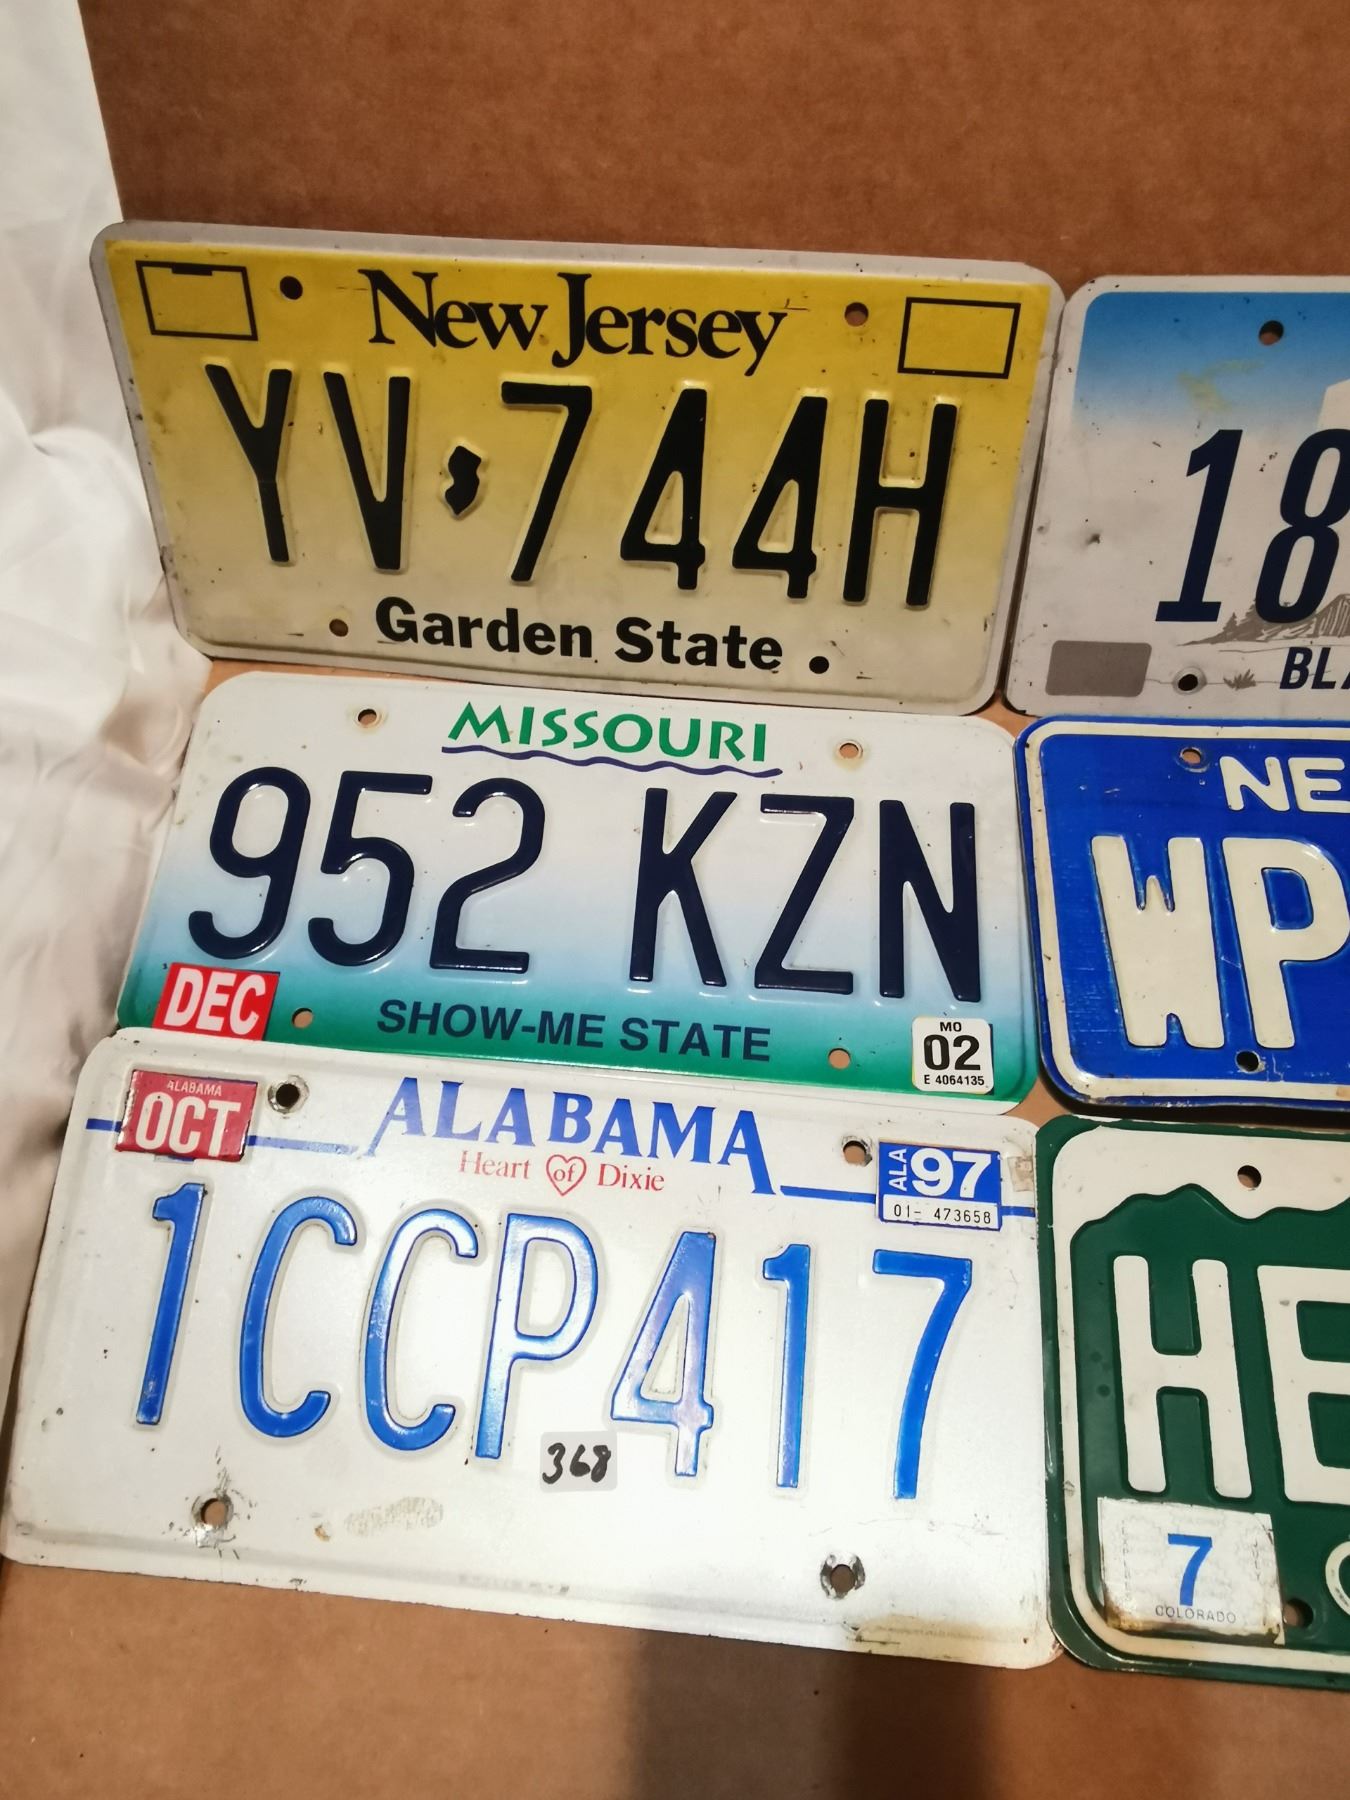 New Jersey
YV 744H
Garden State
18
BL
MISSOURI
952 KZN
DEC
SHOW-ME STATE
MO
02
E 4064135
NE
WP
ALABAMA
OCT
ALABAMA
Heart of Dixie
ALA 97
01- 473658
1CCP417
368
HE
7
COLORADO